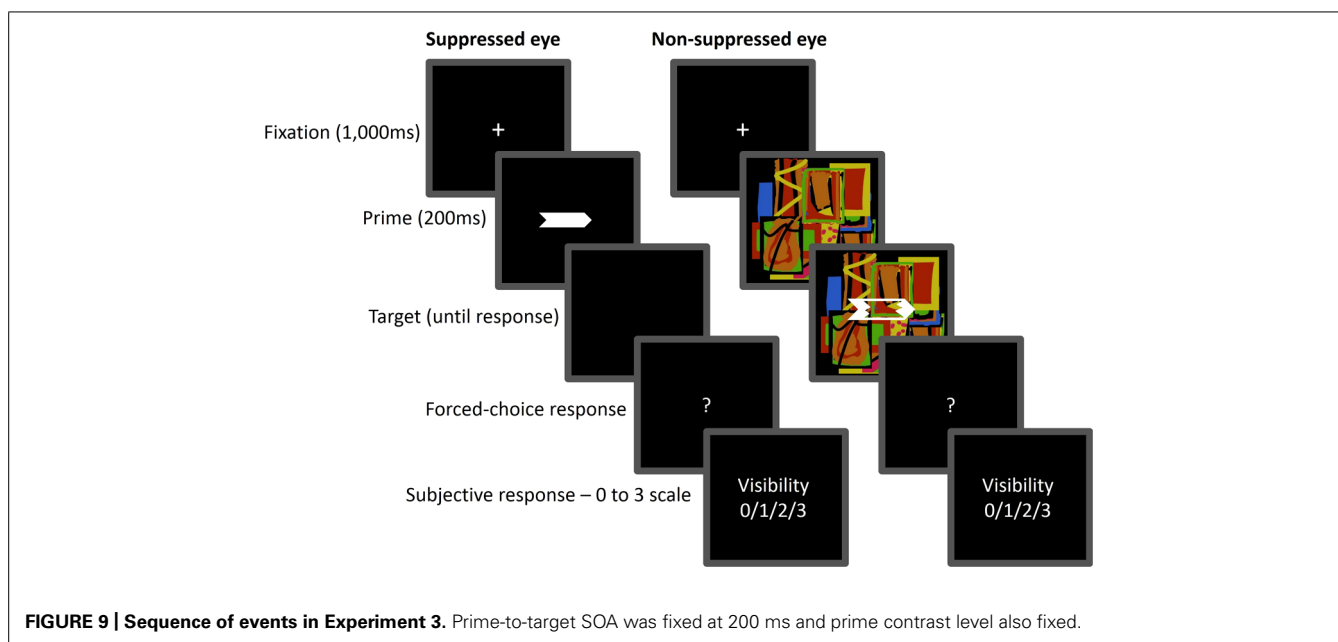 Suppressed eye
Non-suppressed eye
Fixation (1,000ms)
+
+
Prime (200ms)
Target (until response)
Forced-choice response
?
?
Subjective response – 0 to 3 scale
Visibility
0/1/2/3
Visibility
0/1/2/3
FIGURE 9 | Sequence of events in Experiment 3. Prime-to-target SOA was fixed at 200 ms and prime contrast level also fixed.